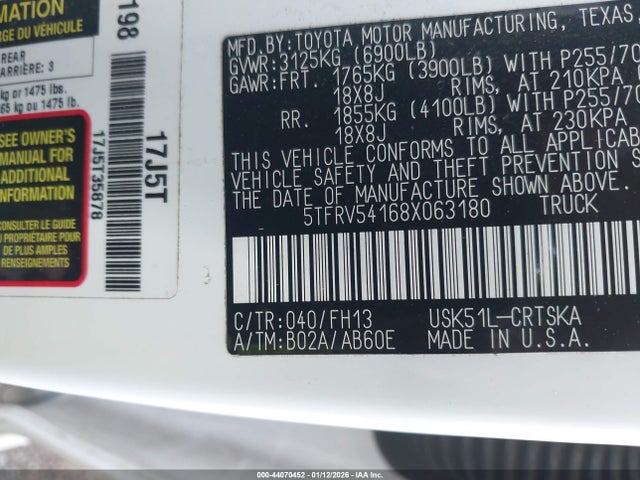 MATION
RGE DU VÉHICULE
REAR
ARRIÈRE: 3
kg or 1475 lbs.
65 kg ou 1475 lb.
SEE OWNER'S
MANUAL FOR
ADDITIONAL
INFORMATION
CONSULTER LE GUIDE
DU PROPRIÉTAIRE POUR
DE PLUS AMPLES
RENSEIGNEMENTS
198
17J5T
17J5T35878
MFD.BY:TOYOTA MOTOR MANUFACTURING, TEXAS,
GVWR:3125KG (6900LB)
GAWR:FRT. 1765KG (3900LB) WITH P255/70
18X8J RIMS, AT 210KPA
RR. 1855KG (4100LB) WITH P255/70
18X8J RIMS, AT 230KPA
THIS VEHICLE CONFORMS TO ALL APPLICAB
VEHICLE SAFETY AND THEFT PREVENTION S
THE DATE OF MANUFACTURE SHOWN ABOVE.
5TFRV54168X063180 TRUCK
C/TR:040/FH13 USK51L-CRTSKA
A/TM:B02A/AB60E MADE IN U.S.A.
000-44070452 - 01/12/2026 - IAA Inc.